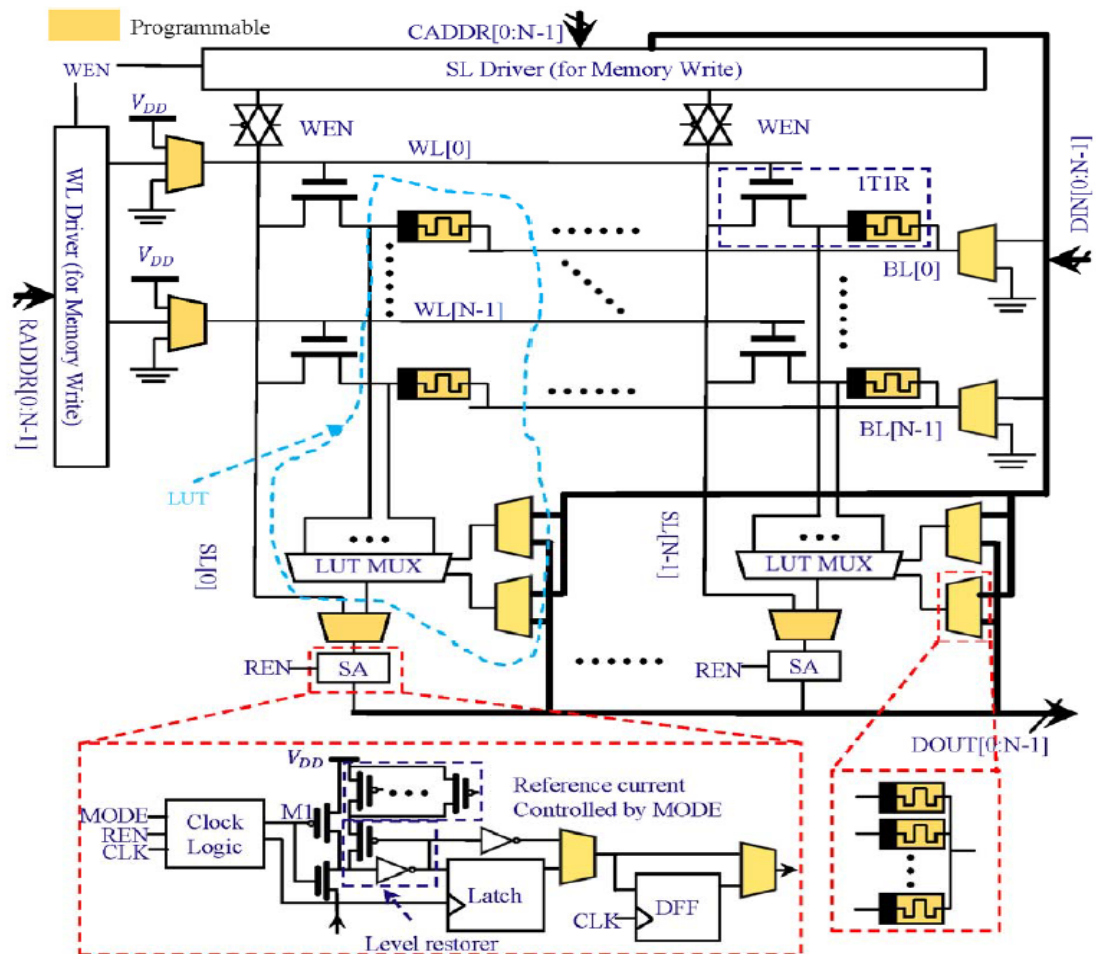 Programmable
CADDR[0:N-1]
SL Driver (for Memory Write)
WEN
V_DD
WEN
WEN
WL[0]
1T1R
DIN[0:N-1]
WL Driver (for Memory Write)
BL[0]
V_DD
WL[N-1]
RADDR[0:N-1]
BL[N-1]
LUT
SL[0]
SL[N-1]
LUT MUX
LUT MUX
REN
SA
REN
SA
DOUT[0:N-1]
V_DD
Reference current
Controlled by MODE
MODE
REN
CLK
Clock
Logic
M1
Latch
CLK
DFF
Level restorer